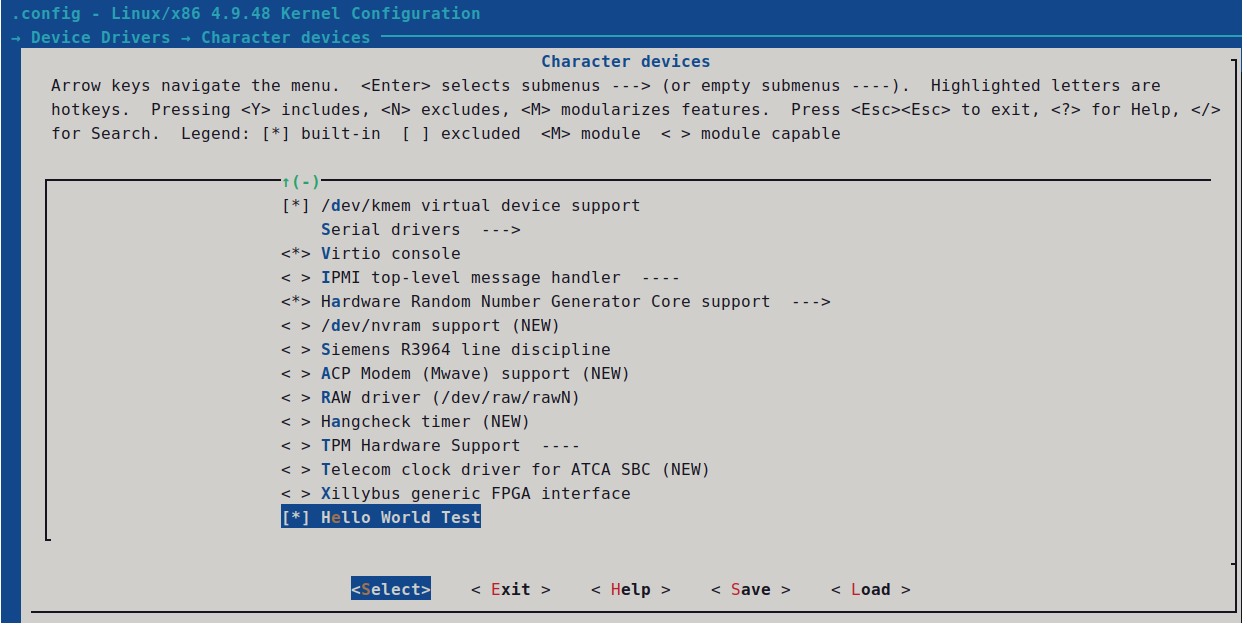 .config - Linux/x86 4.9.48 Kernel Configuration
→ Device Drivers → Character devices
Character devices
Arrow keys navigate the menu.  <Enter> selects submenus ---> (or empty submenus ----).  Highlighted letters are
hotkeys.  Pressing <Y> includes, <N> excludes, <M> modularizes features.  Press <Esc><Esc> to exit, <?> for Help, </>
for Search.  Legend: [*] built-in  [ ] excluded  <M> module  < > module capable
↑(-)
[*] /dev/kmem virtual device support
Serial drivers  --->
<*> Virtio console
< > IPMI top-level message handler  ----
<*> Hardware Random Number Generator Core support  --->
< > /dev/nvram support (NEW)
< > Siemens R3964 line discipline
< > ACP Modem (Mwave) support (NEW)
< > RAW driver (/dev/raw/rawN)
< > Hangcheck timer (NEW)
< > TPM Hardware Support  ----
< > Telecom clock driver for ATCA SBC (NEW)
< > Xillybus generic FPGA interface
[*] Hello World Test
<Select>    < Exit >    < Help >    < Save >    < Load >